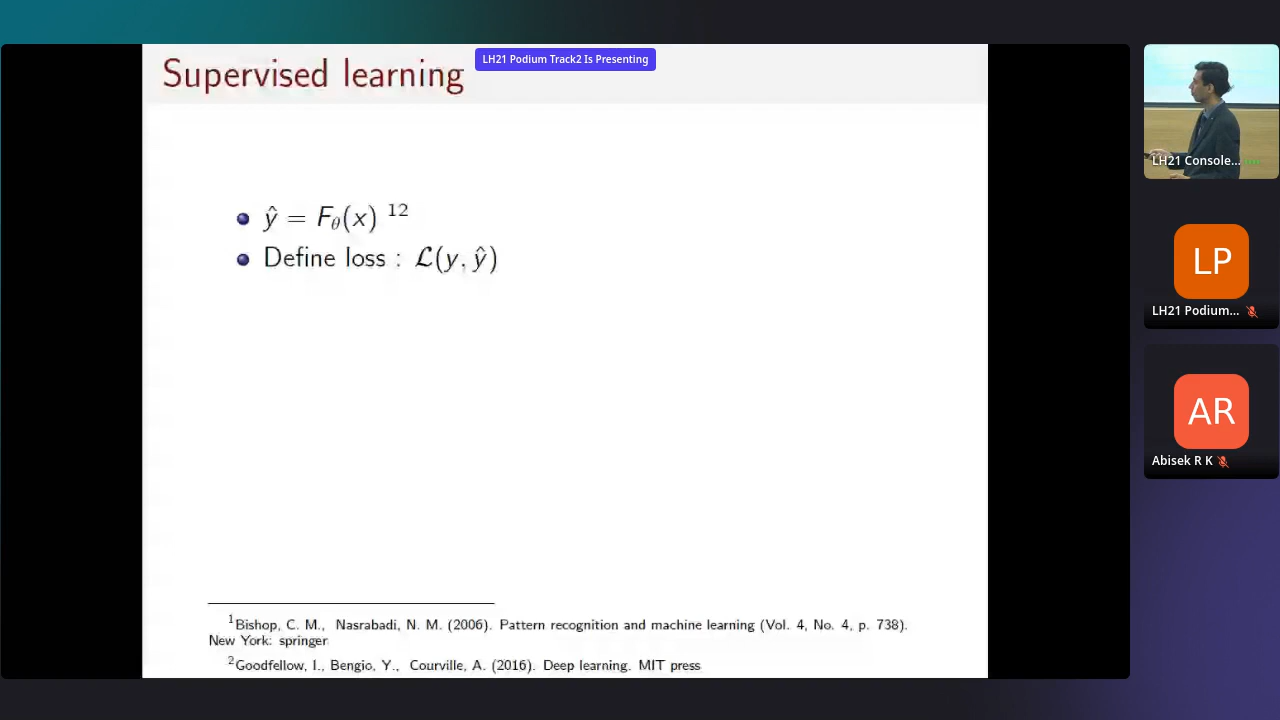 Supervised learning
LH21 Podium Track2 Is Presenting
ŷ = F_θ(x) ¹²
Define loss : ℒ(y, ŷ)
¹Bishop, C. M., Nasrabadi, N. M. (2006). Pattern recognition and machine learning (Vol. 4, No. 4, p. 738).
New York: springer
²Goodfellow, I., Bengio, Y., Courville, A. (2016). Deep learning. MIT press
LH21 Console...
LP
LH21 Podium...
AR
Abisek R K